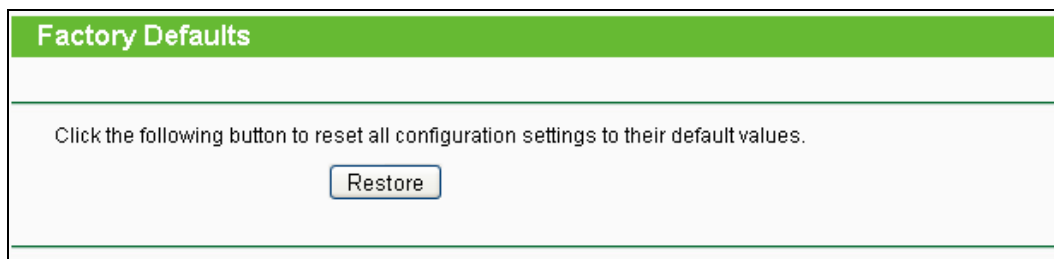 Factory Defaults
Click the following button to reset all configuration settings to their default values.
Restore